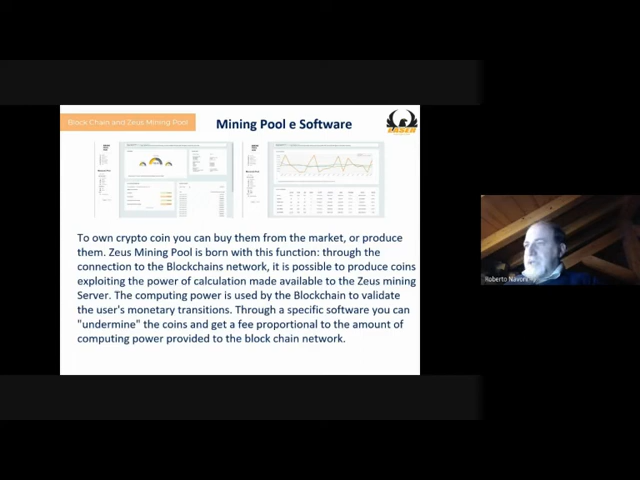 Block Chain and Zeus Mining Pool
Mining Pool e Software
LASER
To own crypto coin you can buy them from the market, or produce
them. Zeus Mining Pool is born with this function: through the
connection to the Blockchains network, it is possible to produce coins
exploiting the power of calculation made available to the Zeus mining
Server. The computing power is used by the Blockchain to validate
the user's monetary transitions. Through a specific software you can
"undermine" the coins and get a fee proportional to the amount of
computing power provided to the block chain network.
Roberto Navoni